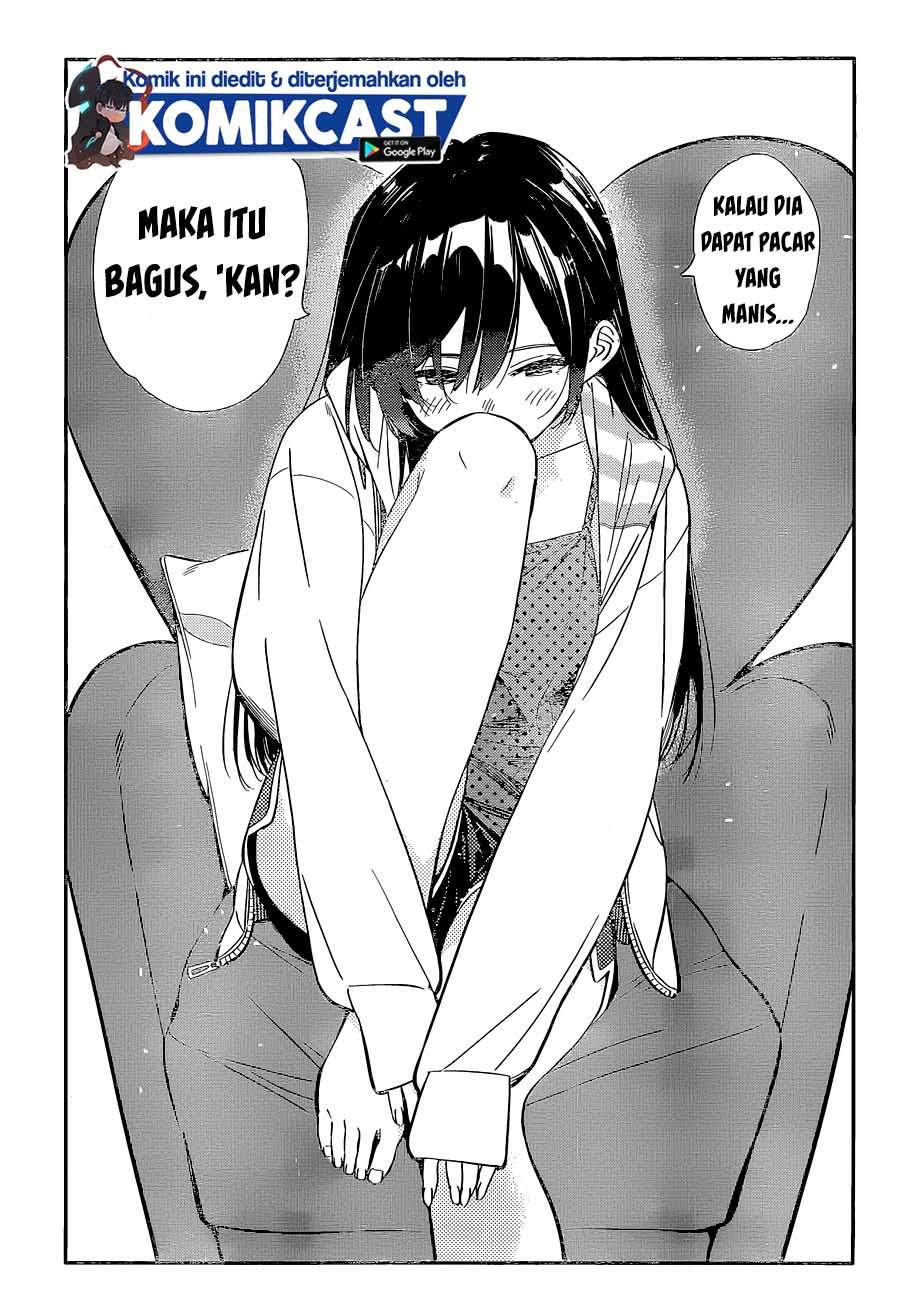 Komik ini diedit & diterjemahkan oleh
KOMIKCAST
GET IT ON
Google Play
KALAU DIA
DAPAT PACAR
YANG
MANIS...
MAKA ITU
BAGUS, 'KAN?